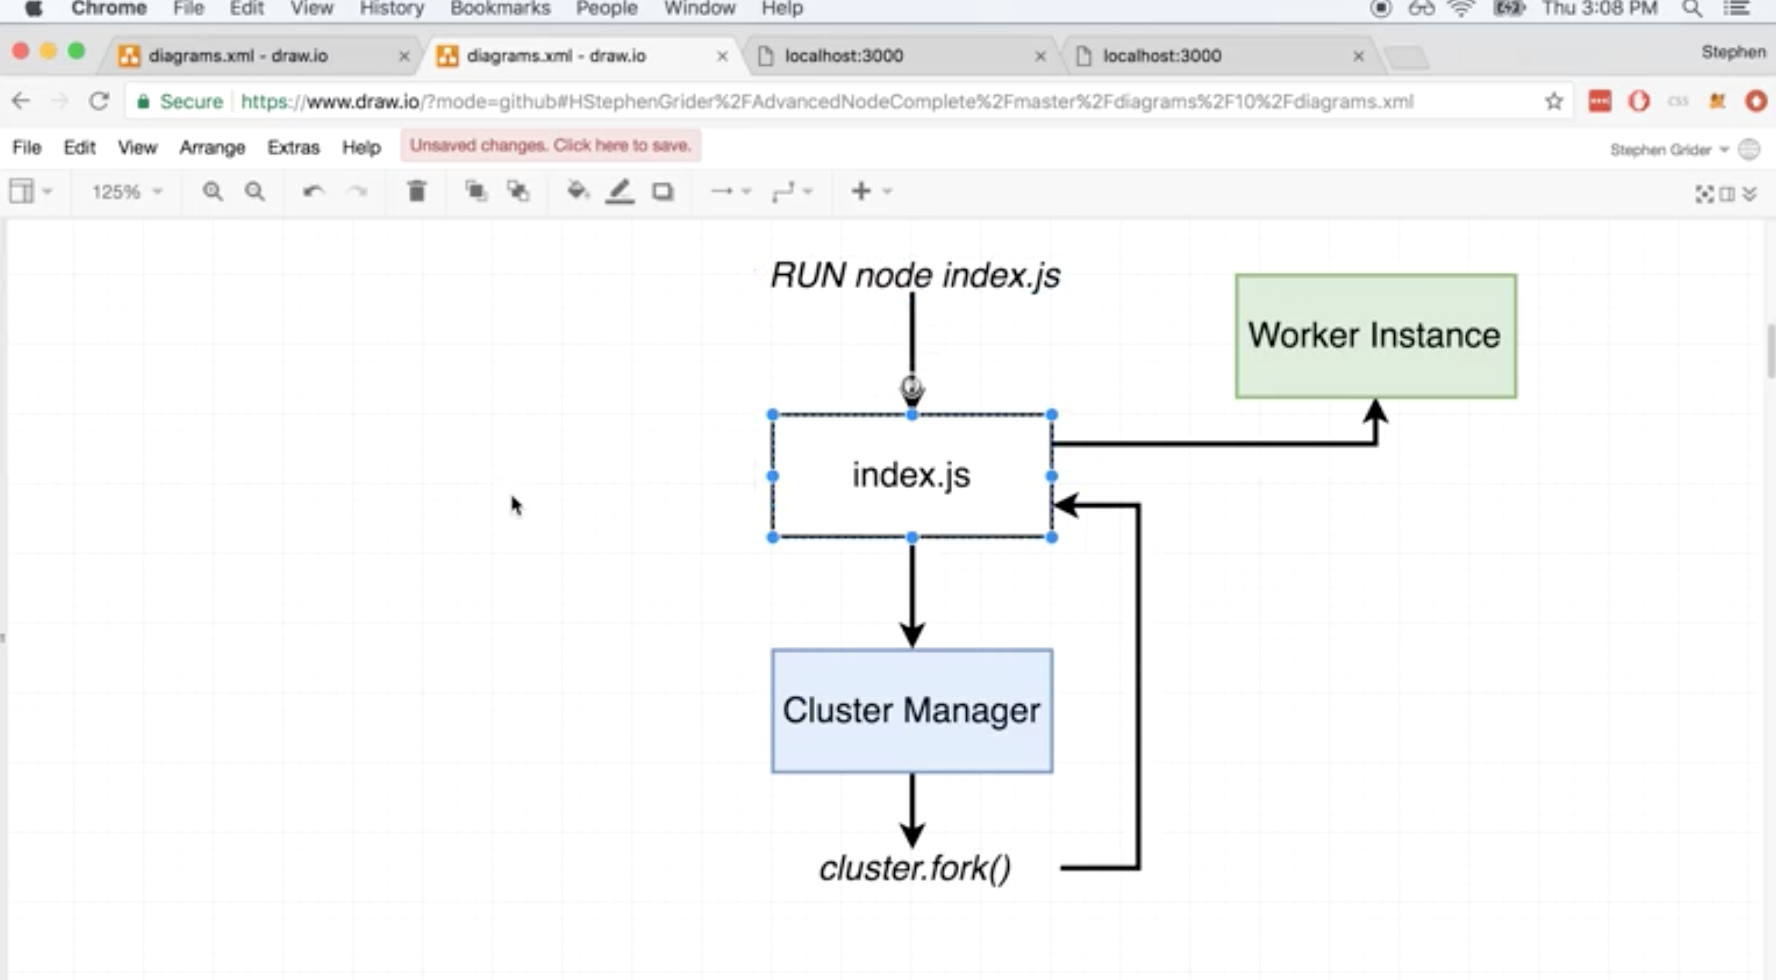 Chrome File Edit View History Bookmarks People Window Help Thu 3:08 PM
diagrams.xml - draw.io diagrams.xml - draw.io localhost:3000 localhost:3000 Stephen
Secure https://www.draw.io/?mode=github#HStephenGrider%2FAdvancedNodeComplete%2Fmaster%2Fdiagrams%2F10%2Fdiagrams.xml CSS
File Edit View Arrange Extras Help Unsaved changes. Click here to save. Stephen Grider
125%
RUN node index.js
Worker Instance
index.js
Cluster Manager
cluster.fork()